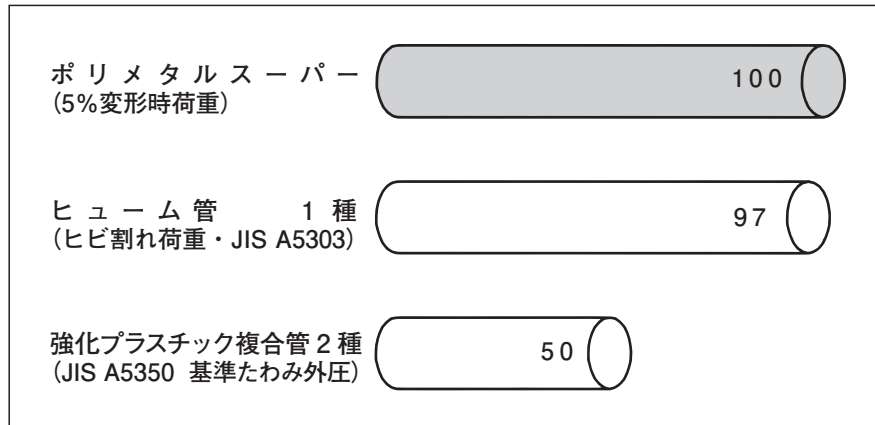 ポリメタルスーパー 100
(5%変形時荷重)
ヒューム管 1種 97
(ヒビ割れ荷重・JIS A5303)
強化プラスチック複合管2種 50
(JIS A5350 基準たわみ外圧)